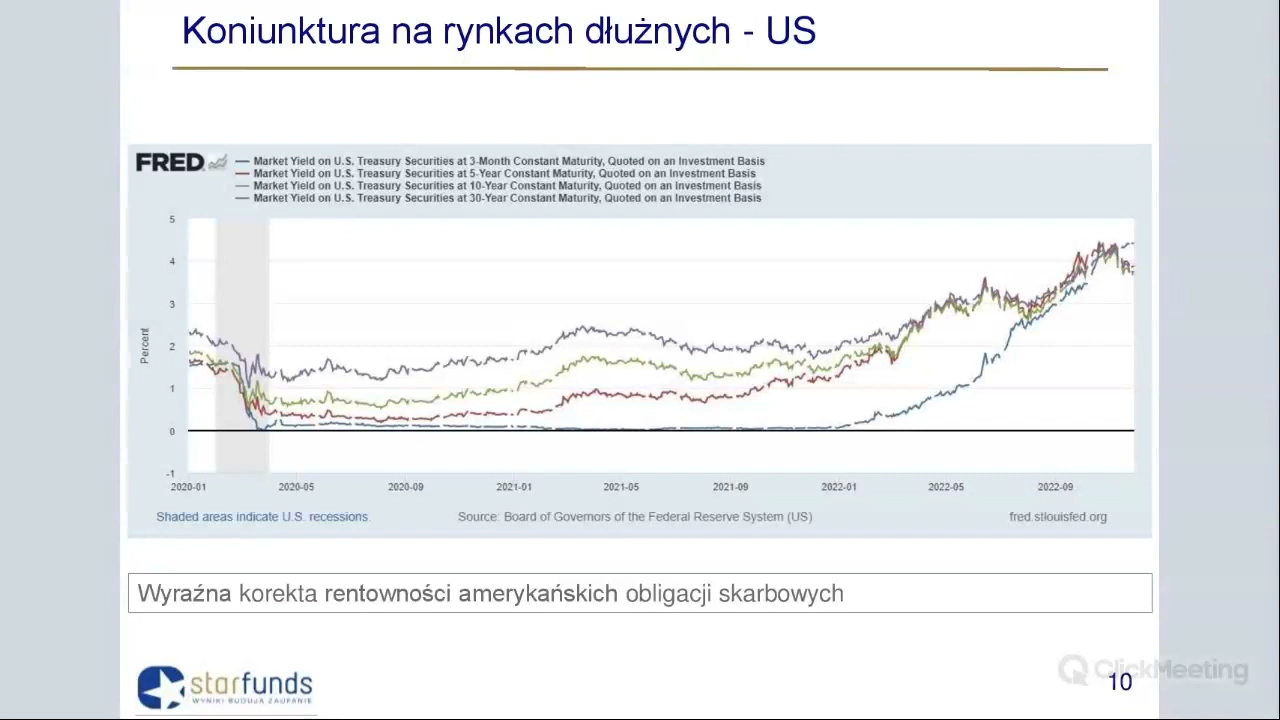 Koniunktura na rynkach dłużnych - US
FRED
Market Yield on U.S. Treasury Securities at 3-Month Constant Maturity, Quoted on an Investment Basis
Market Yield on U.S. Treasury Securities at 5-Year Constant Maturity, Quoted on an Investment Basis
Market Yield on U.S. Treasury Securities at 10-Year Constant Maturity, Quoted on an Investment Basis
Market Yield on U.S. Treasury Securities at 30-Year Constant Maturity, Quoted on an Investment Basis
5
4
3
2
1
0
-1
Percent
2020-01 2020-05 2020-09 2021-01 2021-05 2021-09 2022-01 2022-05 2022-09
Shaded areas indicate U.S. recessions. Source: Board of Governors of the Federal Reserve System (US) fred.stlouisfed.org
Wyraźna korekta rentowności amerykańskich obligacji skarbowych
starfunds
WYNIKI BUDUJĄ ZAUFANIE
ClickMeeting
10